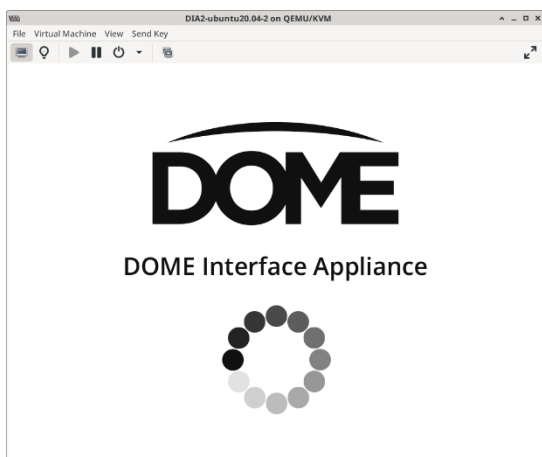 DIA2-ubuntu20.04-2 on QEMU/KVM
File Virtual Machine View Send Key
DOME
DOME Interface Appliance